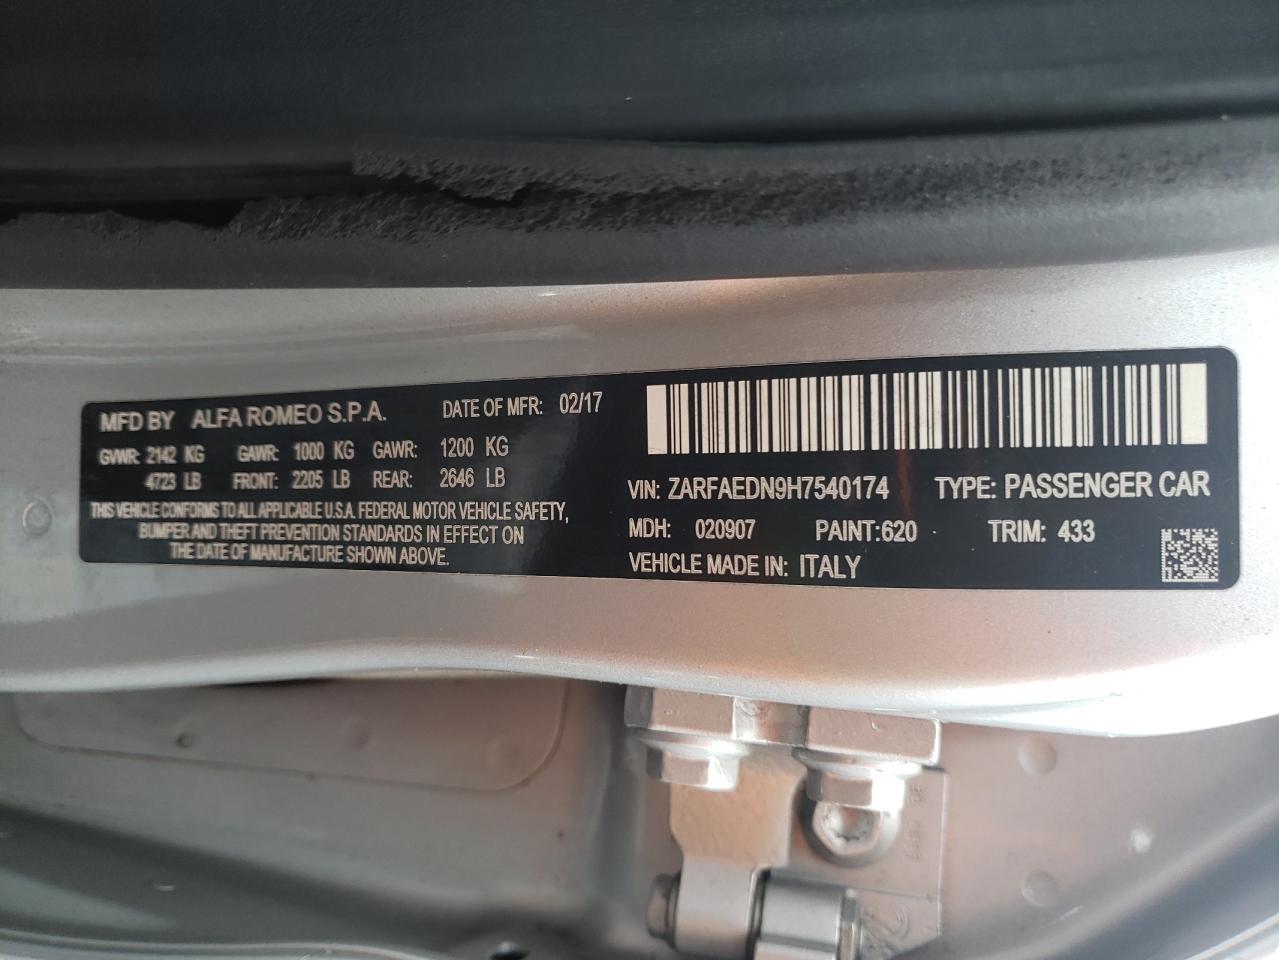 MFD BY ALFA ROMEO S.P.A. DATE OF MFR: 02/17
GVWR: 2142 KG GAWR: 1000 KG GAWR: 1200 KG
4723 LB FRONT: 2205 LB REAR: 2646 LB
THIS VEHICLE CONFORMS TO ALL APPLICABLE U.S.A. FEDERAL MOTOR VEHICLE SAFETY,
BUMPER AND THEFT PREVENTION STANDARDS IN EFFECT ON
THE DATE OF MANUFACTURE SHOWN ABOVE.
VIN: ZARFAEDN9H7540174 TYPE: PASSENGER CAR
MDH: 020907 PAINT:620 TRIM: 433
VEHICLE MADE IN: ITALY